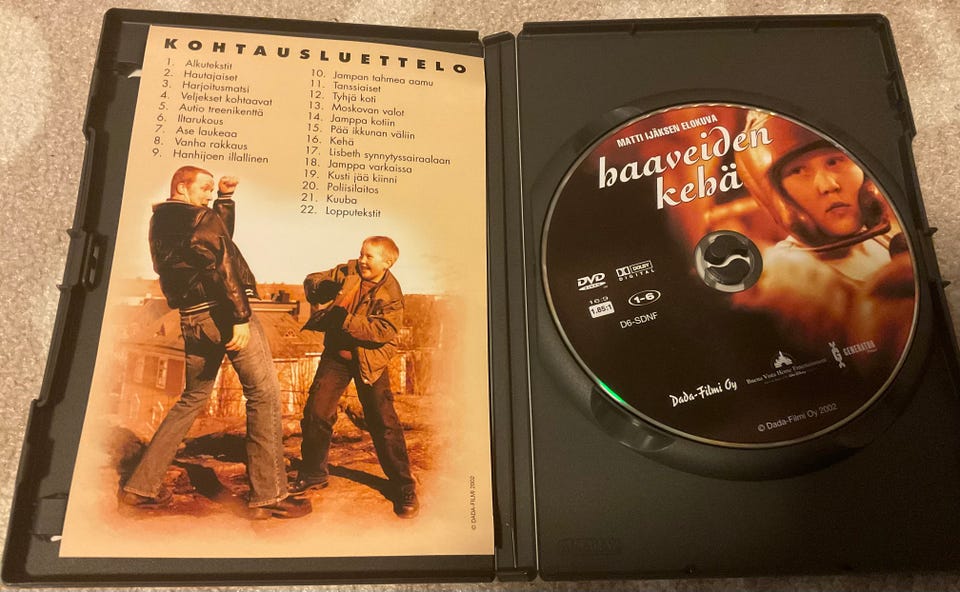 KOHTAUSLUETTELO
1. Alkutekstit
2. Hautajaiset
3. Harjoitusmatsi
4. Veljekset kohtaavat
5. Autio treenikenttä
6. Iltarukous
7. Ase laukeaa
8. Vanha rakkaus
9. Hanhijoen illallinen
10. Jampan tahmea aamu
11. Tanssiaiset
12. Tyhjä koti
13. Moskovan valot
14. Jamppa kotiin
15. Pää ikkunan väliin
16. Kehä
17. Lisbeth synnytyssairaalaan
18. Jamppa varkaissa
19. Kusti jää kiinni
20. Poliisilaitos
21. Kuuba
22. Lopputekstit
© DADA-FILMI 2002
MATTI IJÄKSEN ELOKUVA
haaveiden
kehä
DVD
VIDEO
DOLBY
DIGITAL
16:9
1.85:1
1-6
D6-SDNF
Dada-Filmi Oy
Buena Vista Home Entertainment
GENERATOR
© Dada-Filmi Oy 2002